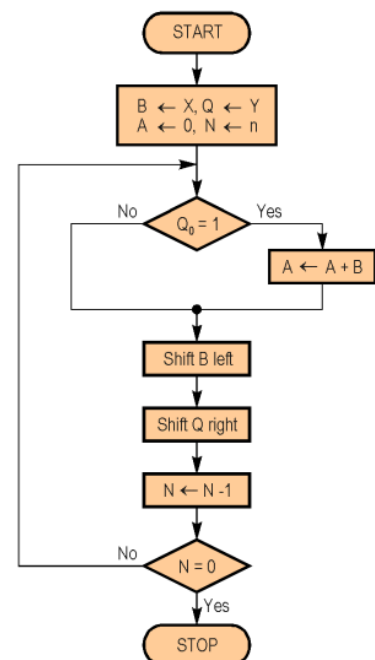 START
B ← X, Q ← Y
A ← 0, N ← n
No
Q₀ = 1
Yes
A ← A + B
Shift B left
Shift Q right
N ← N -1
No
N = 0
Yes
STOP